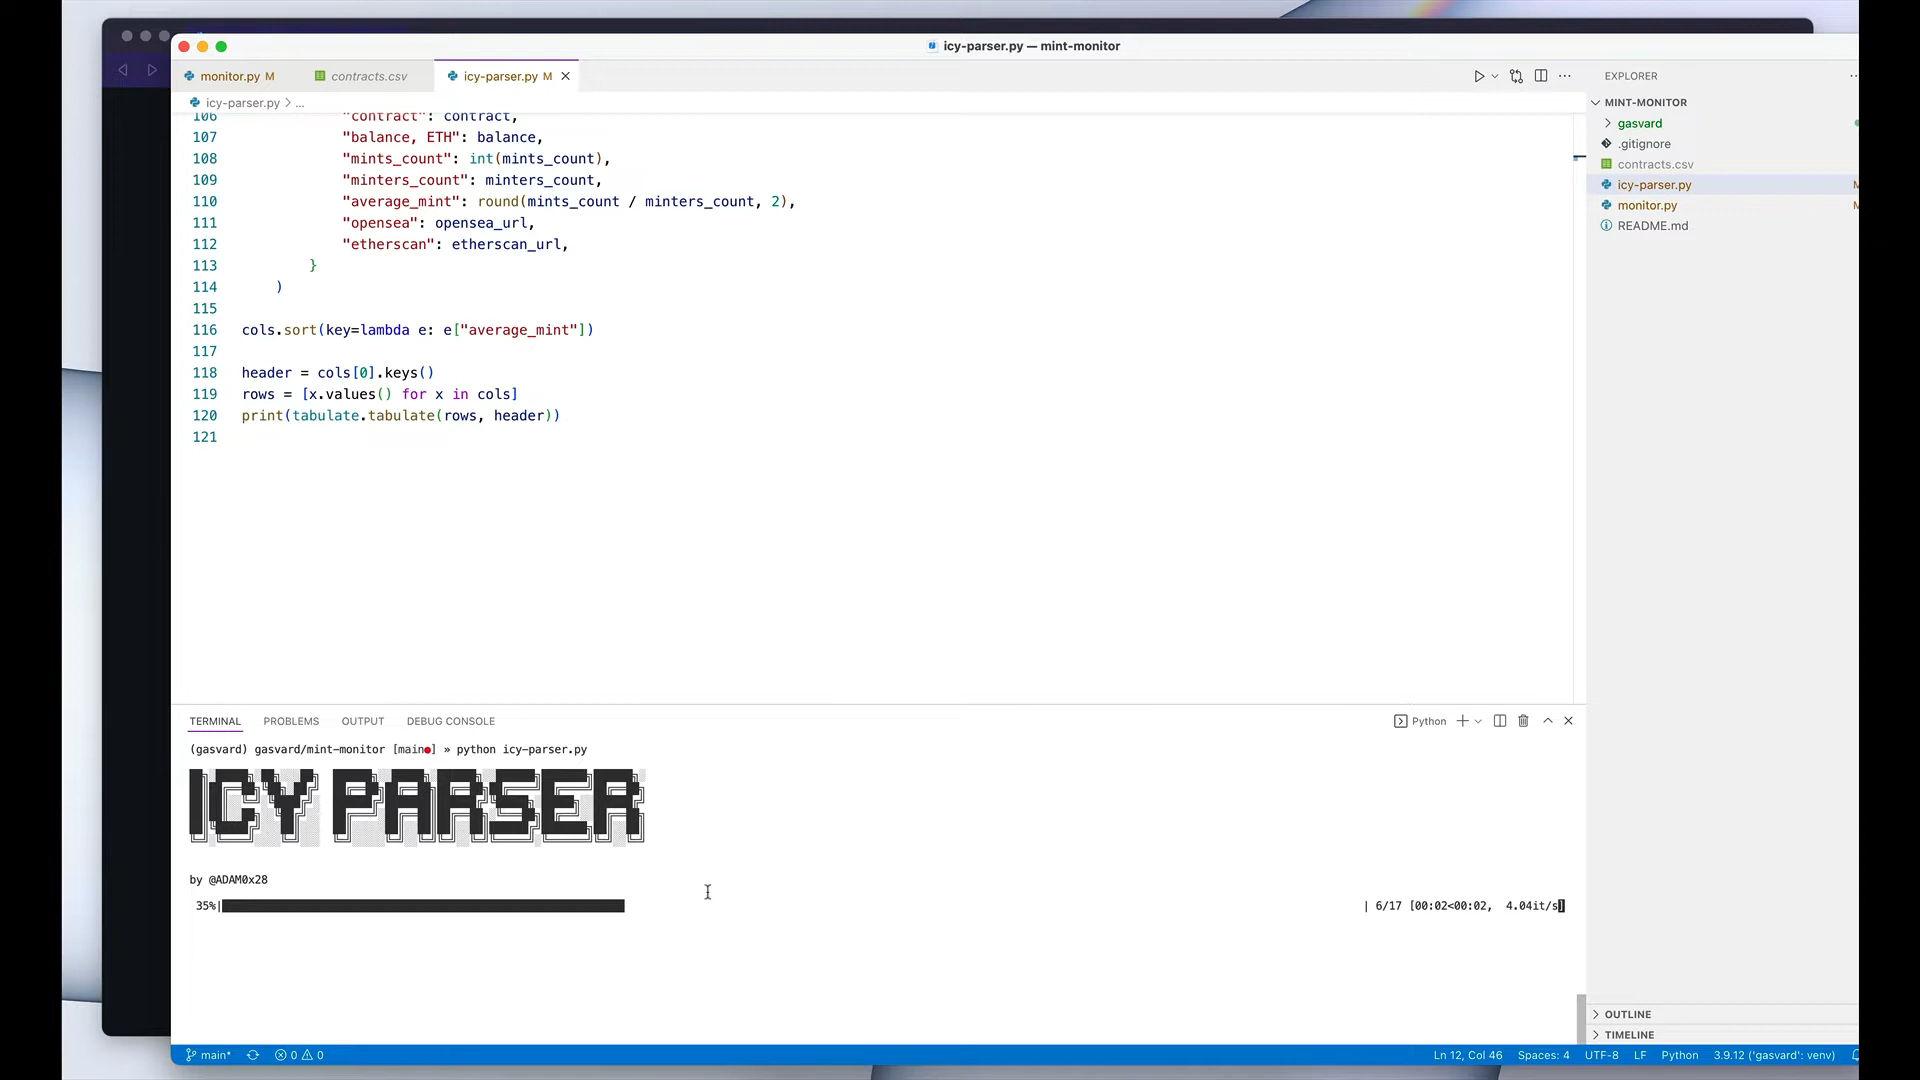 icy-parser.py — mint-monitor
monitor.py M
contracts.csv
icy-parser.py M
icy-parser.py > ...
106 "contract": contract,
107 "balance, ETH": balance,
108 "mints_count": int(mints_count),
109 "minters_count": minters_count,
110 "average_mint": round(mints_count / minters_count, 2),
111 "opensea": opensea_url,
112 "etherscan": etherscan_url,
113 }
114 )
115
116 cols.sort(key=lambda e: e["average_mint"])
117
118 header = cols[0].keys()
119 rows = [x.values() for x in cols]
120 print(tabulate.tabulate(rows, header))
121
EXPLORER
MINT-MONITOR
gasvard
.gitignore
contracts.csv
icy-parser.py
monitor.py
README.md
OUTLINE
TIMELINE
TERMINAL PROBLEMS OUTPUT DEBUG CONSOLE
Python
(gasvard) gasvard/mint-monitor [main●] » python icy-parser.py
ICY PARSER
by @ADAM0x28
35%| | 6/17 [00:02<00:02, 4.04it/s]
main* 0 0
Ln 12, Col 46 Spaces: 4 UTF-8 LF Python 3.9.12 ('gasvard': venv)